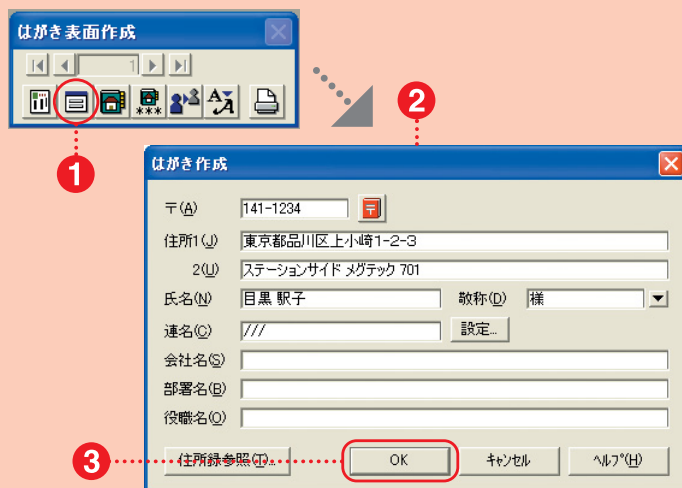 はがき表面作成
1
***
A A
1
2
はがき作成
〒(A) 141-1234 〒
住所1(J) 東京都品川区上小崎1-2-3
2(U) ステーションサイド メグテック 701
氏名(N) 目黒 駅子 敬称(D) 様
連名(C) /// 設定...
会社名(S)
部署名(B)
役職名(O)
3 住所録参照(T)... OK キャンセル ヘルプ(H)